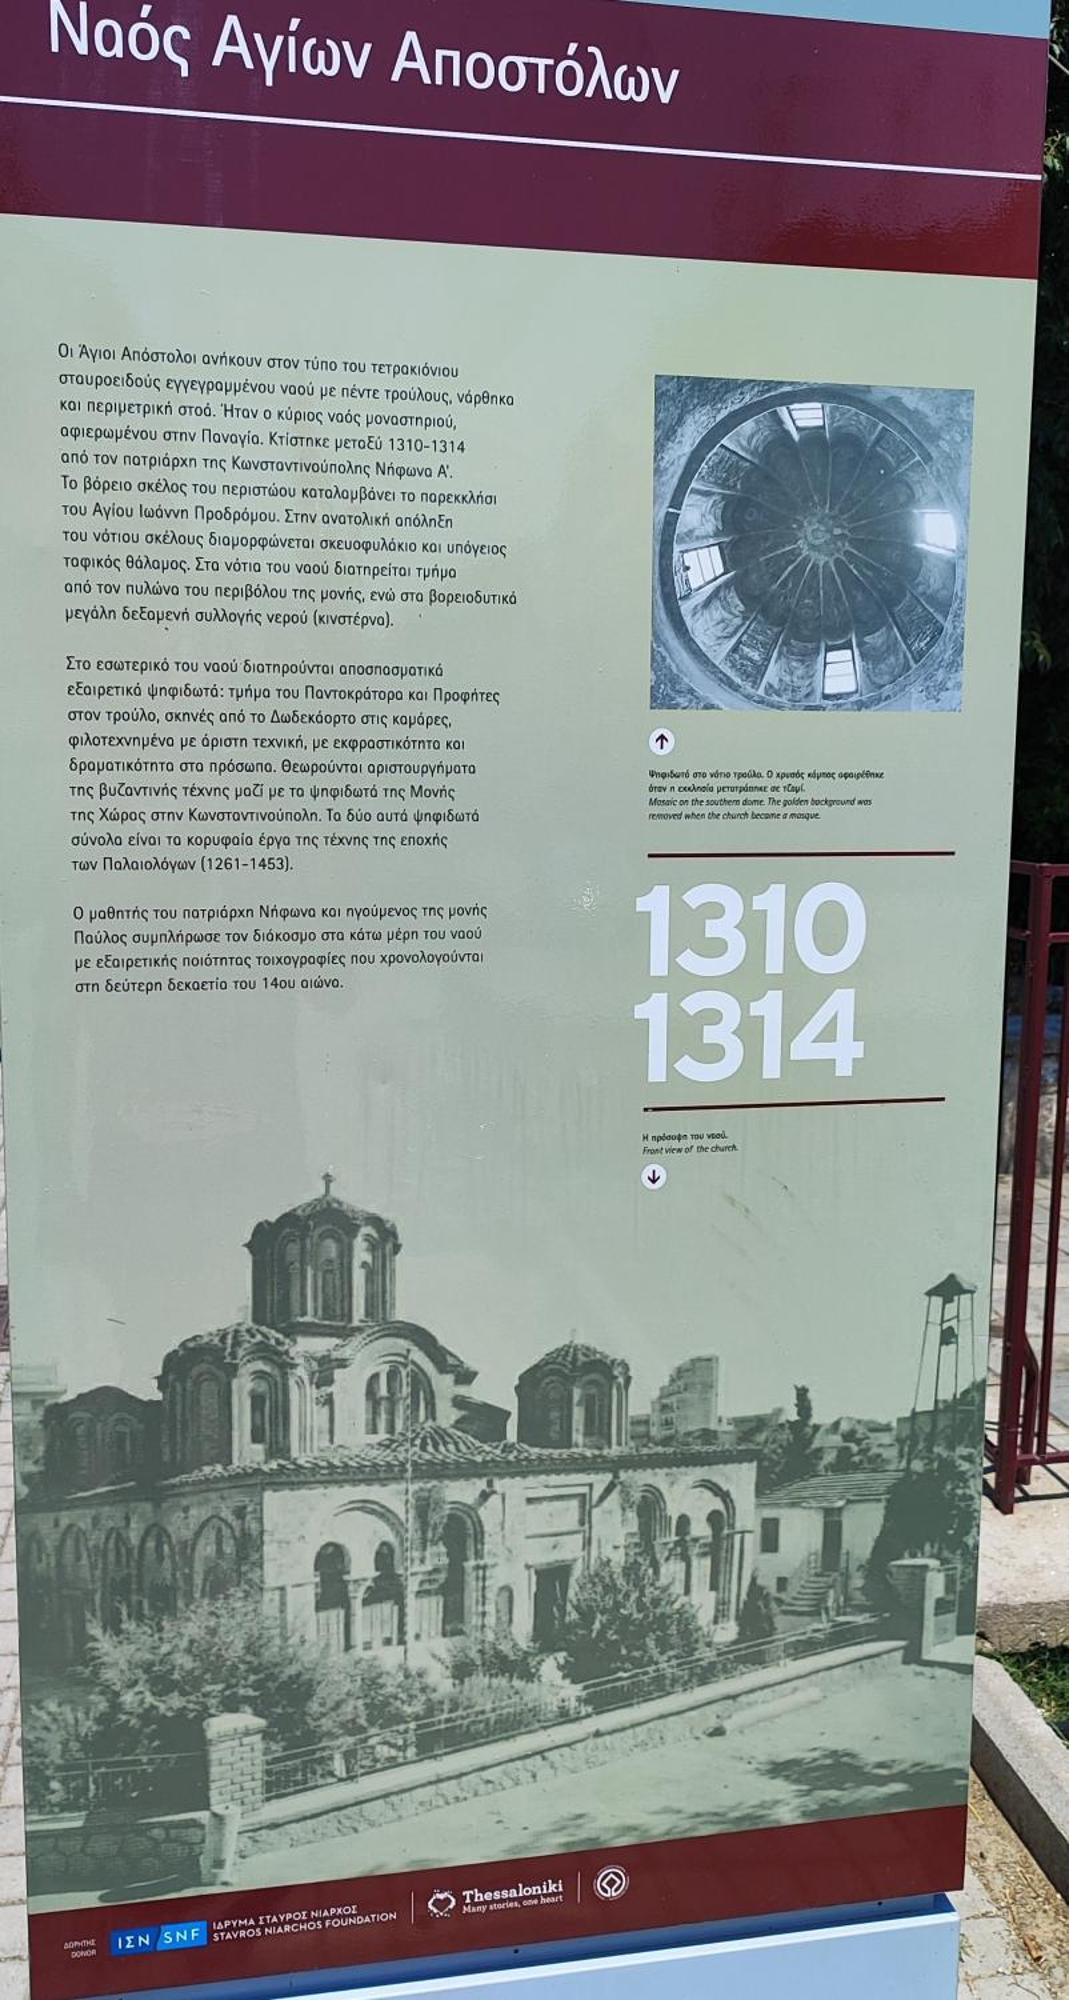 Ναός Αγίων Αποστόλων
Οι Άγιοι Απόστολοι ανήκουν στον τύπο του τετρακιόνιου
σταυροειδούς εγγεγραμμένου ναού με πέντε τρούλους, νάρθηκα
και περιμετρική στοά. Ήταν ο κύριος ναός μοναστηριού,
αφιερωμένου στην Παναγία. Κτίστηκε μεταξύ 1310-1314
από τον πατριάρχη της Κωνσταντινούπολης Νήφωνα Α'.
Το βόρειο σκέλος του περιστώου καταλαμβάνει το παρεκκλήσι
του Αγίου Ιωάννη Προδρόμου. Στην ανατολική απόληξη
του νότιου σκέλους διαμορφώνεται σκευοφυλάκιο και υπόγειος
ταφικός θάλαμος. Στα νότια του ναού διατηρείται τμήμα
από τον πυλώνα του περιβόλου της μονής, ενώ στα βορειοδυτικά
μεγάλη δεξαμενή συλλογής νερού (κινστέρνα).
Στο εσωτερικό του ναού διατηρούνται αποσπασματικά
εξαιρετικά ψηφιδωτά: τμήμα του Παντοκράτορα και Προφήτες
στον τρούλο, σκηνές από το Δωδεκάορτο στις καμάρες,
φιλοτεχνημένα με άριστη τεχνική, με εκφραστικότητα και
δραματικότητα στα πρόσωπα. Θεωρούνται αριστουργήματα
της βυζαντινής τέχνης μαζί με τα ψηφιδωτά της Μονής
της Χώρας στην Κωνσταντινούπολη. Τα δύο αυτά ψηφιδωτά
σύνολα είναι τα κορυφαία έργα της τέχνης της εποχής
των Παλαιολόγων (1261-1453).
Ο μαθητής του πατριάρχη Νήφωνα και ηγούμενος της μονής
Παύλος συμπλήρωσε τον διάκοσμο στα κάτω μέρη του ναού
με εξαιρετικής ποιότητας τοιχογραφίες που χρονολογούνται
στη δεύτερη δεκαετία του 14ου αιώνα.
Ψηφιδωτό στο νότιο τρούλο. Ο χρυσός κάμπος αφαιρέθηκε
όταν η εκκλησία μετατράπηκε σε τζαμί.
Mosaic on the southern dome. The golden background was
removed when the church became a mosque.
1310
1314
Η πρόσοψη του ναού.
Front view of the church.
ΔΩΡΗΤΗΣ
DONOR
ΙΣΝ/SNF
ΙΔΡΥΜΑ ΣΤΑΥΡΟΣ ΝΙΑΡΧΟΣ
STAVROS NIARCHOS FOUNDATION
Thessaloniki
Many stories, one heart